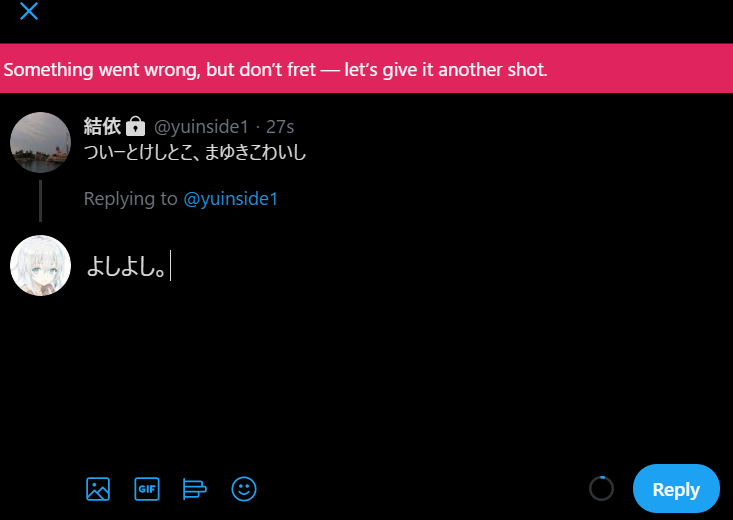 Something went wrong, but don’t fret — let’s give it another shot.
結依 @yuinside1 · 27s
ついーとけしとこ、まゆきこわいし
Replying to @yuinside1
よしよし。
GIF
Reply